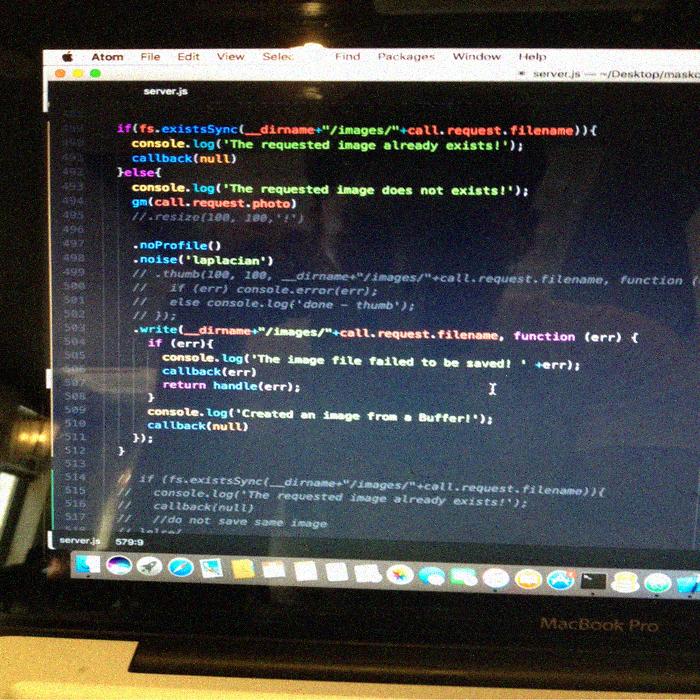 Atom File Edit View Selec Find Packages Window Help
server.js — ~/Desktop/masko
server.js
if(fs.existsSync(__dirname+"/images/"+call.request.filename)){
console.log('The requested image already exists!');
491 callback(null)
492 }else{
493 console.log('The requested image does not exists!');
494 gm(call.request.photo)
495 //.resize(100, 100,'!')
496
497 .noProfile()
498 .noise('laplacian')
499 // .thumb(100, 100, __dirname+"/images/"+call.request.filename, function (
500 // if (err) console.error(err);
501 // else console.log('done - thumb');
502 // });
503 .write(__dirname+"/images/"+call.request.filename, function (err) {
504 if (err){
505 console.log('The image file failed to be saved! ' +err);
506 callback(err)
507 return handle(err);
508 }
509 console.log('Created an image from a Buffer!');
510 callback(null)
511 });
512 }
513
514 // if (fs.existsSync(__dirname+"/images/"+call.request.filename)){
515 // console.log('The requested image already exists!');
516 // callback(null)
517 // //do not save same image
server.js 579:9
MacBook Pro